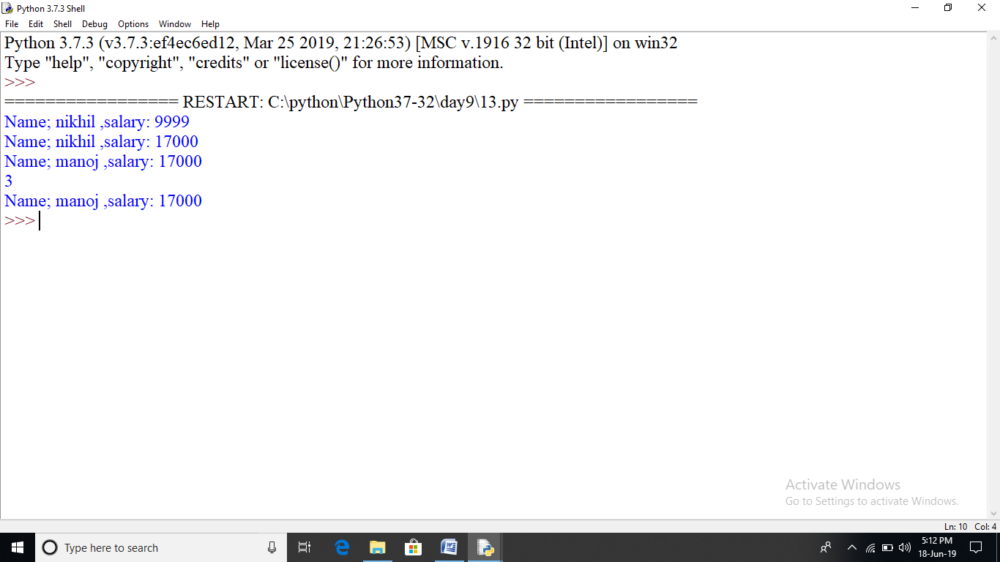 Python 3.7.3 Shell
File Edit Shell Debug Options Window Help
Python 3.7.3 (v3.7.3:ef4ec6ed12, Mar 25 2019, 21:26:53) [MSC v.1916 32 bit (Intel)] on win32
Type "help", "copyright", "credits" or "license()" for more information.
>>>
================= RESTART: C:\python\Python37-32\day9\13.py =================
Name; nikhil ,salary: 9999
Name; nikhil ,salary: 17000
Name; manoj ,salary: 17000
3
Name; manoj ,salary: 17000
>>>
Activate Windows
Go to Settings to activate Windows.
Ln: 10 Col: 4
Type here to search
5:12 PM
18-Jun-19